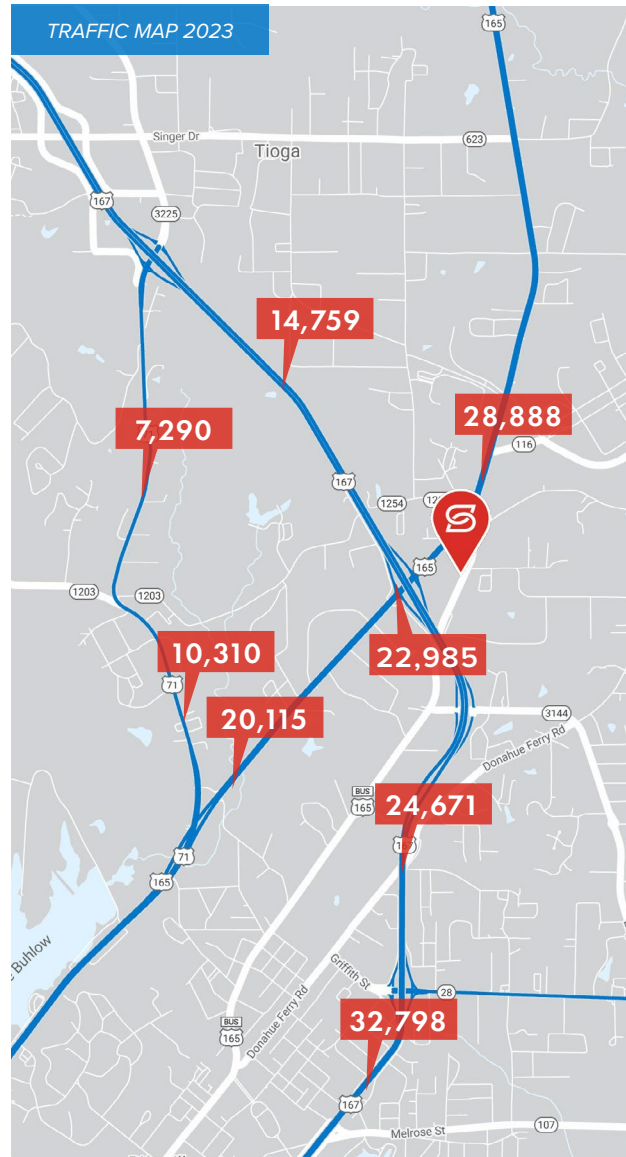 TRAFFIC MAP 2023
165
Singer Dr
623
Tioga
167
3225
14,759
7,290
28,888
116
167
1254
165
1203
1203
22,985
10,310
71
20,115
3144
Donahue Ferry Rd
BUS
165
24,671
167
71
165
Buhlow
Griffith St
28
BUS
165
Donahue Ferry Rd
32,798
167
Melrose St
107